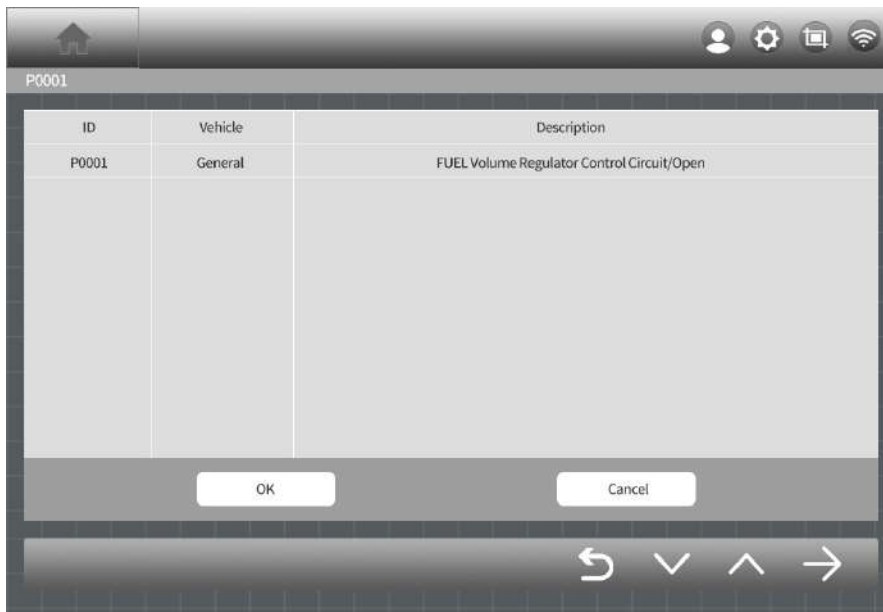 P0001
ID Vehicle Description
P0001 General FUEL Volume Regulator Control Circuit/Open
OK Cancel